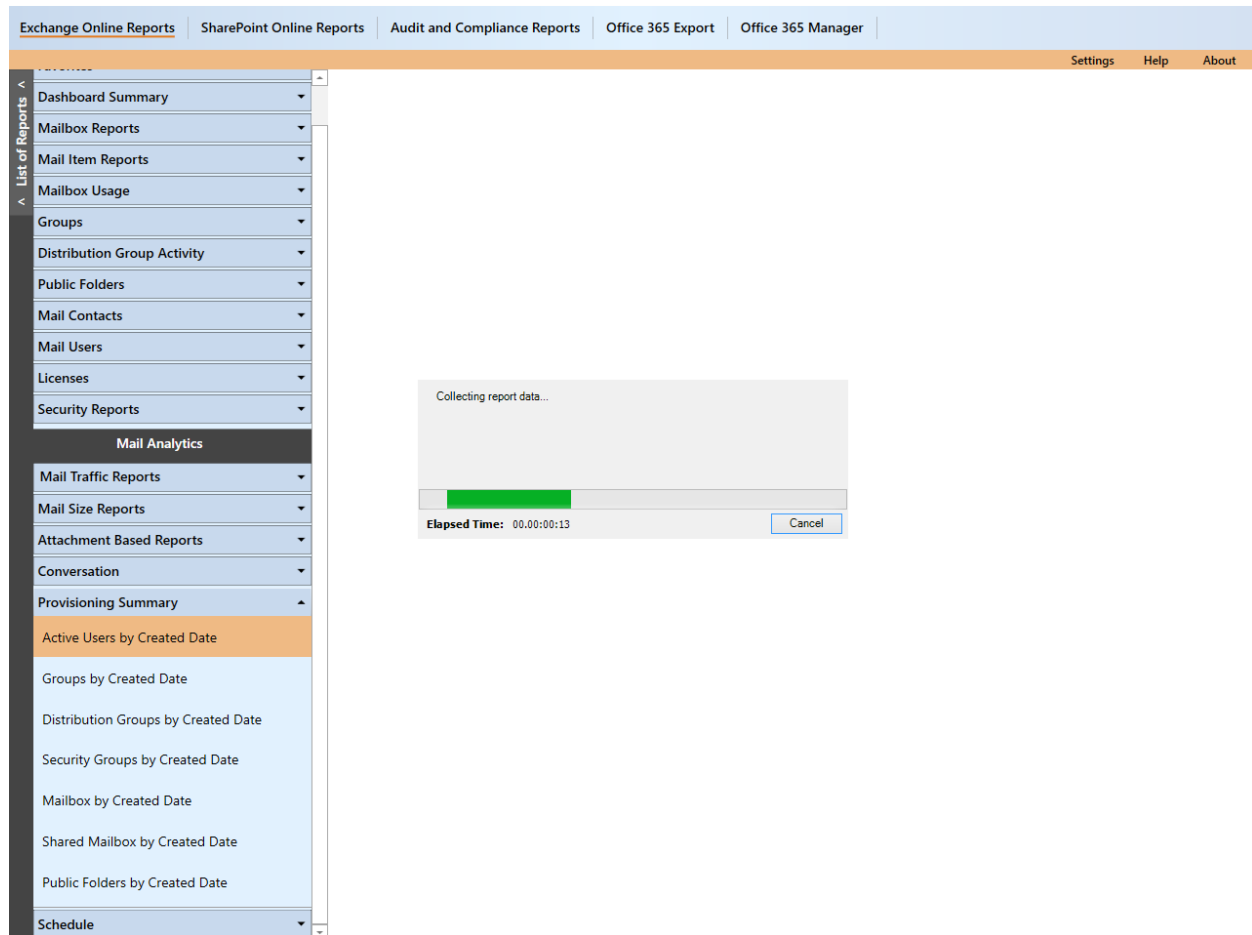 Exchange Online Reports SharePoint Online Reports Audit and Compliance Reports Office 365 Export Office 365 Manager
Settings Help About
< List of Reports <
Dashboard Summary
Mailbox Reports
Mail Item Reports
Mailbox Usage
Groups
Distribution Group Activity
Public Folders
Mail Contacts
Mail Users
Licenses
Security Reports
Mail Analytics
Mail Traffic Reports
Mail Size Reports
Attachment Based Reports
Conversation
Provisioning Summary
Active Users by Created Date
Groups by Created Date
Distribution Groups by Created Date
Security Groups by Created Date
Mailbox by Created Date
Shared Mailbox by Created Date
Public Folders by Created Date
Schedule
Collecting report data...
Elapsed Time: 00.00:00:13 Cancel